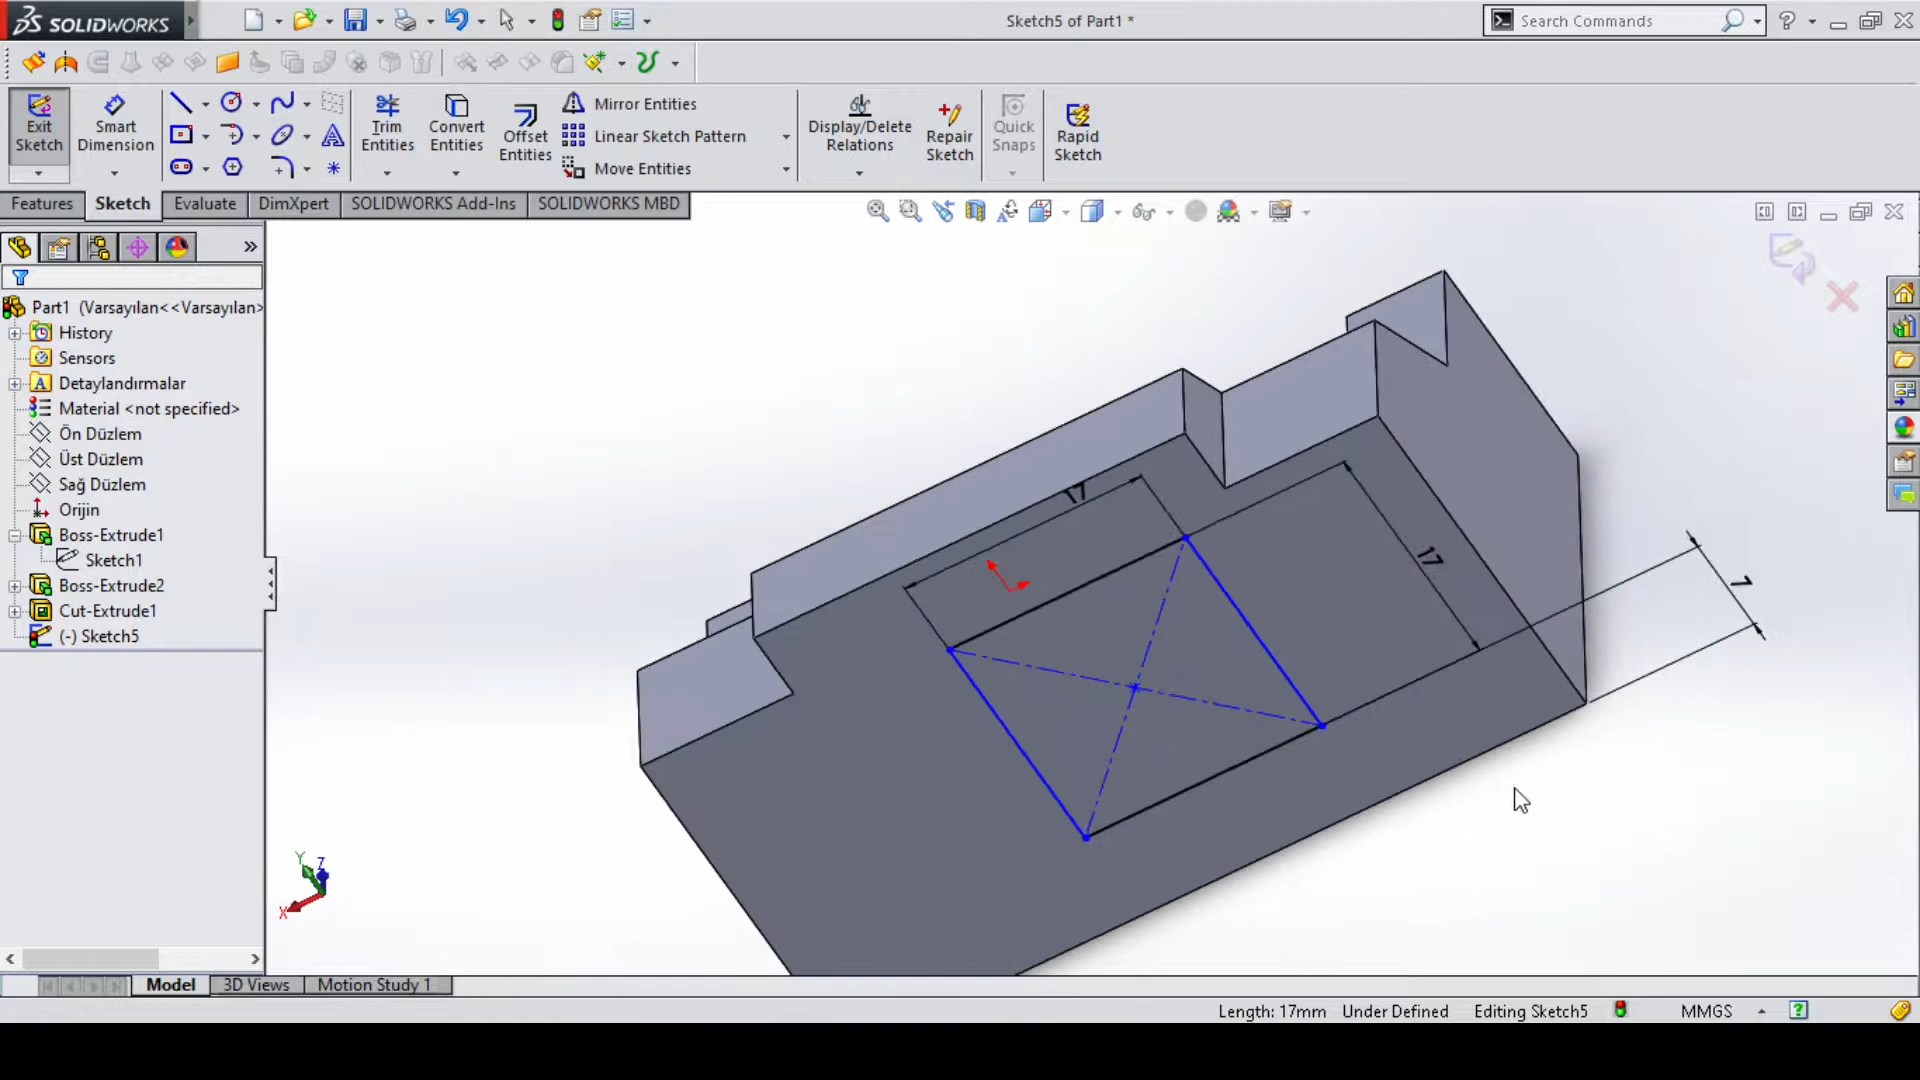 SOLIDWORKS
Sketch5 of Part1 *
Search Commands
Exit Sketch
Smart Dimension
Trim Entities
Convert Entities
Offset Entities
Mirror Entities
Linear Sketch Pattern
Move Entities
Display/Delete Relations
Repair Sketch
Quick Snaps
Rapid Sketch
Features
Sketch
Evaluate
DimXpert
SOLIDWORKS Add-Ins
SOLIDWORKS MBD
Part1 (Varsayılan<<Varsayılan>
History
Sensors
Detaylandırmalar
Material <not specified>
Ön Düzlem
Üst Düzlem
Sağ Düzlem
Orijin
Boss-Extrude1
Sketch1
Boss-Extrude2
Cut-Extrude1
(-) Sketch5
17
17
7
Y
Z
X
Model
3D Views
Motion Study 1
Length: 17mm
Under Defined
Editing Sketch5
MMGS